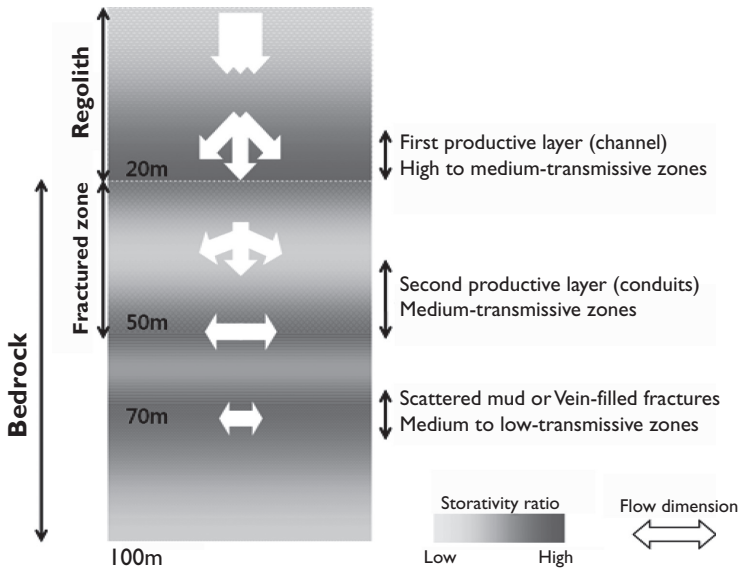 Regolith
20m
First productive layer (channel)
High to medium-transmissive zones
Fractured zone
Bedrock
50m
Second productive layer (conduits)
Medium-transmissive zones
70m
Scattered mud or Vein-filled fractures
Medium to low-transmissive zones
100m
Storativity ratio
Low
High
Flow dimension